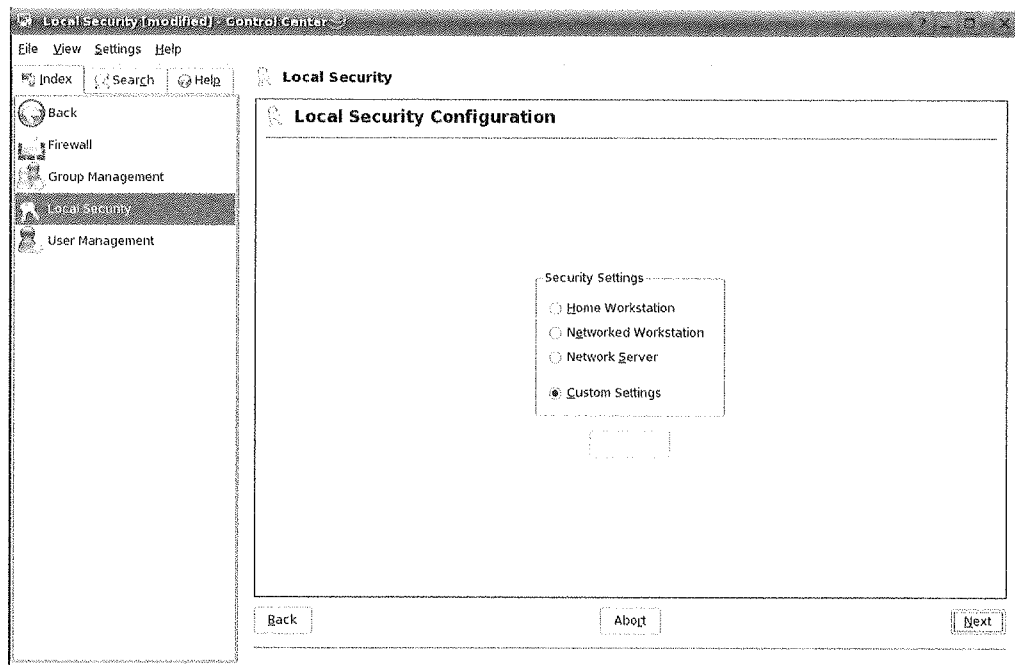 Local Security [modified] - Control Center
File View Settings Help
Index Search Help
Back
Firewall
Group Management
Local Security
User Management
Local Security
Local Security Configuration
Security Settings
Home Workstation
Networked Workstation
Network Server
Custom Settings
Back Abort Next